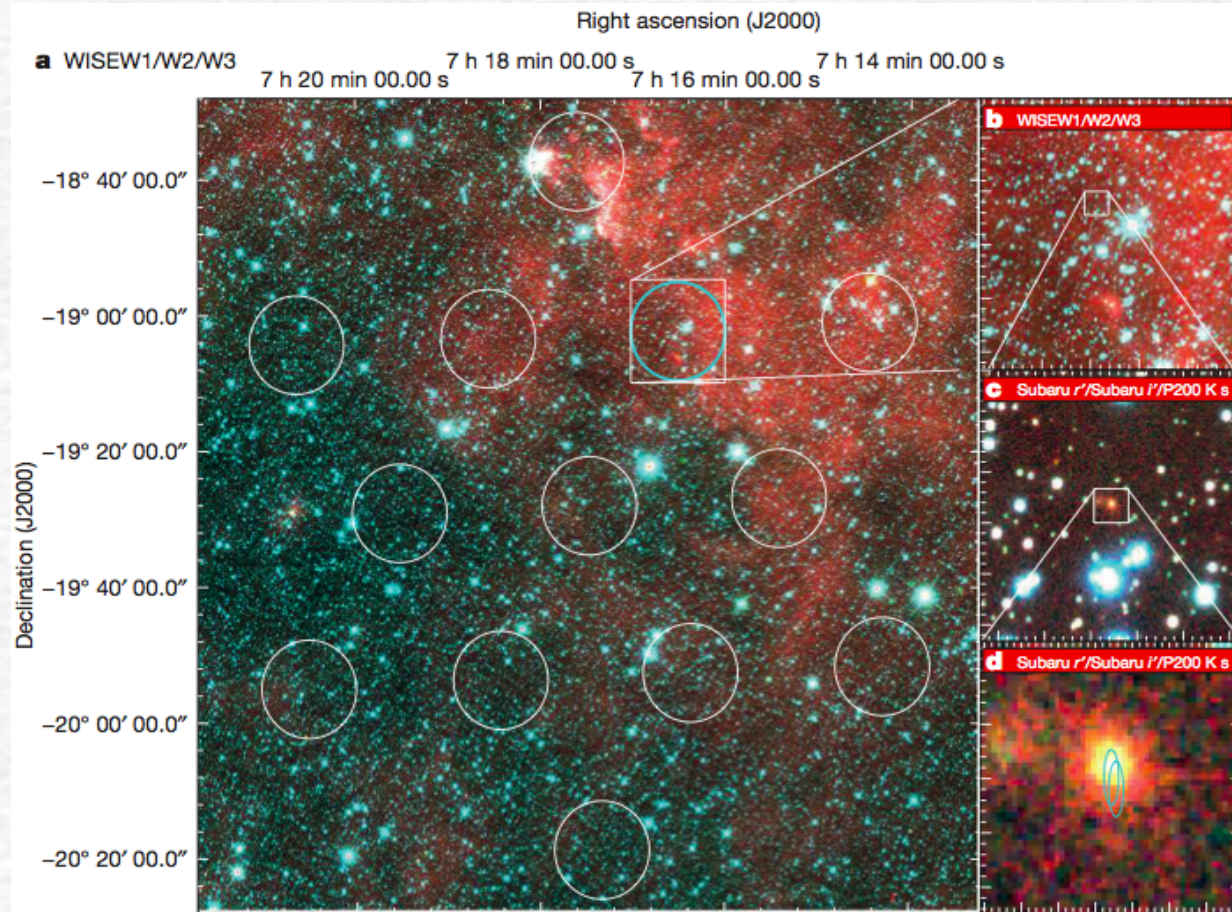 Right ascension (J2000)
a WISEW1/W2/W3
7 h 18 min 00.00 s 7 h 14 min 00.00 s
7 h 20 min 00.00 s 7 h 16 min 00.00 s
Declination (J2000)
−18° 40′ 00.0″
−19° 00′ 00.0″
−19° 20′ 00.0″
−19° 40′ 00.0″
−20° 00′ 00.0″
−20° 20′ 00.0″
b WISEW1/W2/W3
c Subaru r′/Subaru i′/P200 K s
d Subaru r′/Subaru i′/P200 K s